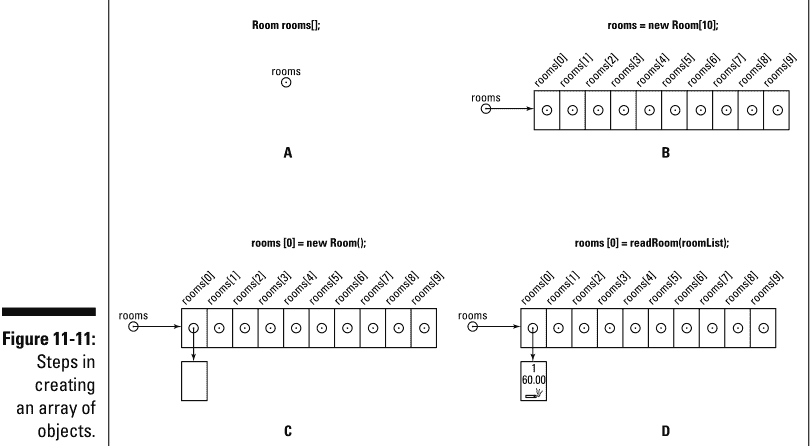 Room rooms[];
rooms
A
rooms = new Room[10];
rooms[0] rooms[1] rooms[2] rooms[3] rooms[4] rooms[5] rooms[6] rooms[7] rooms[8] rooms[9]
rooms
B
rooms [0] = new Room();
rooms[0] rooms[1] rooms[2] rooms[3] rooms[4] rooms[5] rooms[6] rooms[7] rooms[8] rooms[9]
rooms
C
rooms [0] = readRoom(roomList);
rooms[0] rooms[1] rooms[2] rooms[3] rooms[4] rooms[5] rooms[6] rooms[7] rooms[8] rooms[9]
rooms
1
60.00
D
Figure 11-11:
Steps in
creating
an array of
objects.